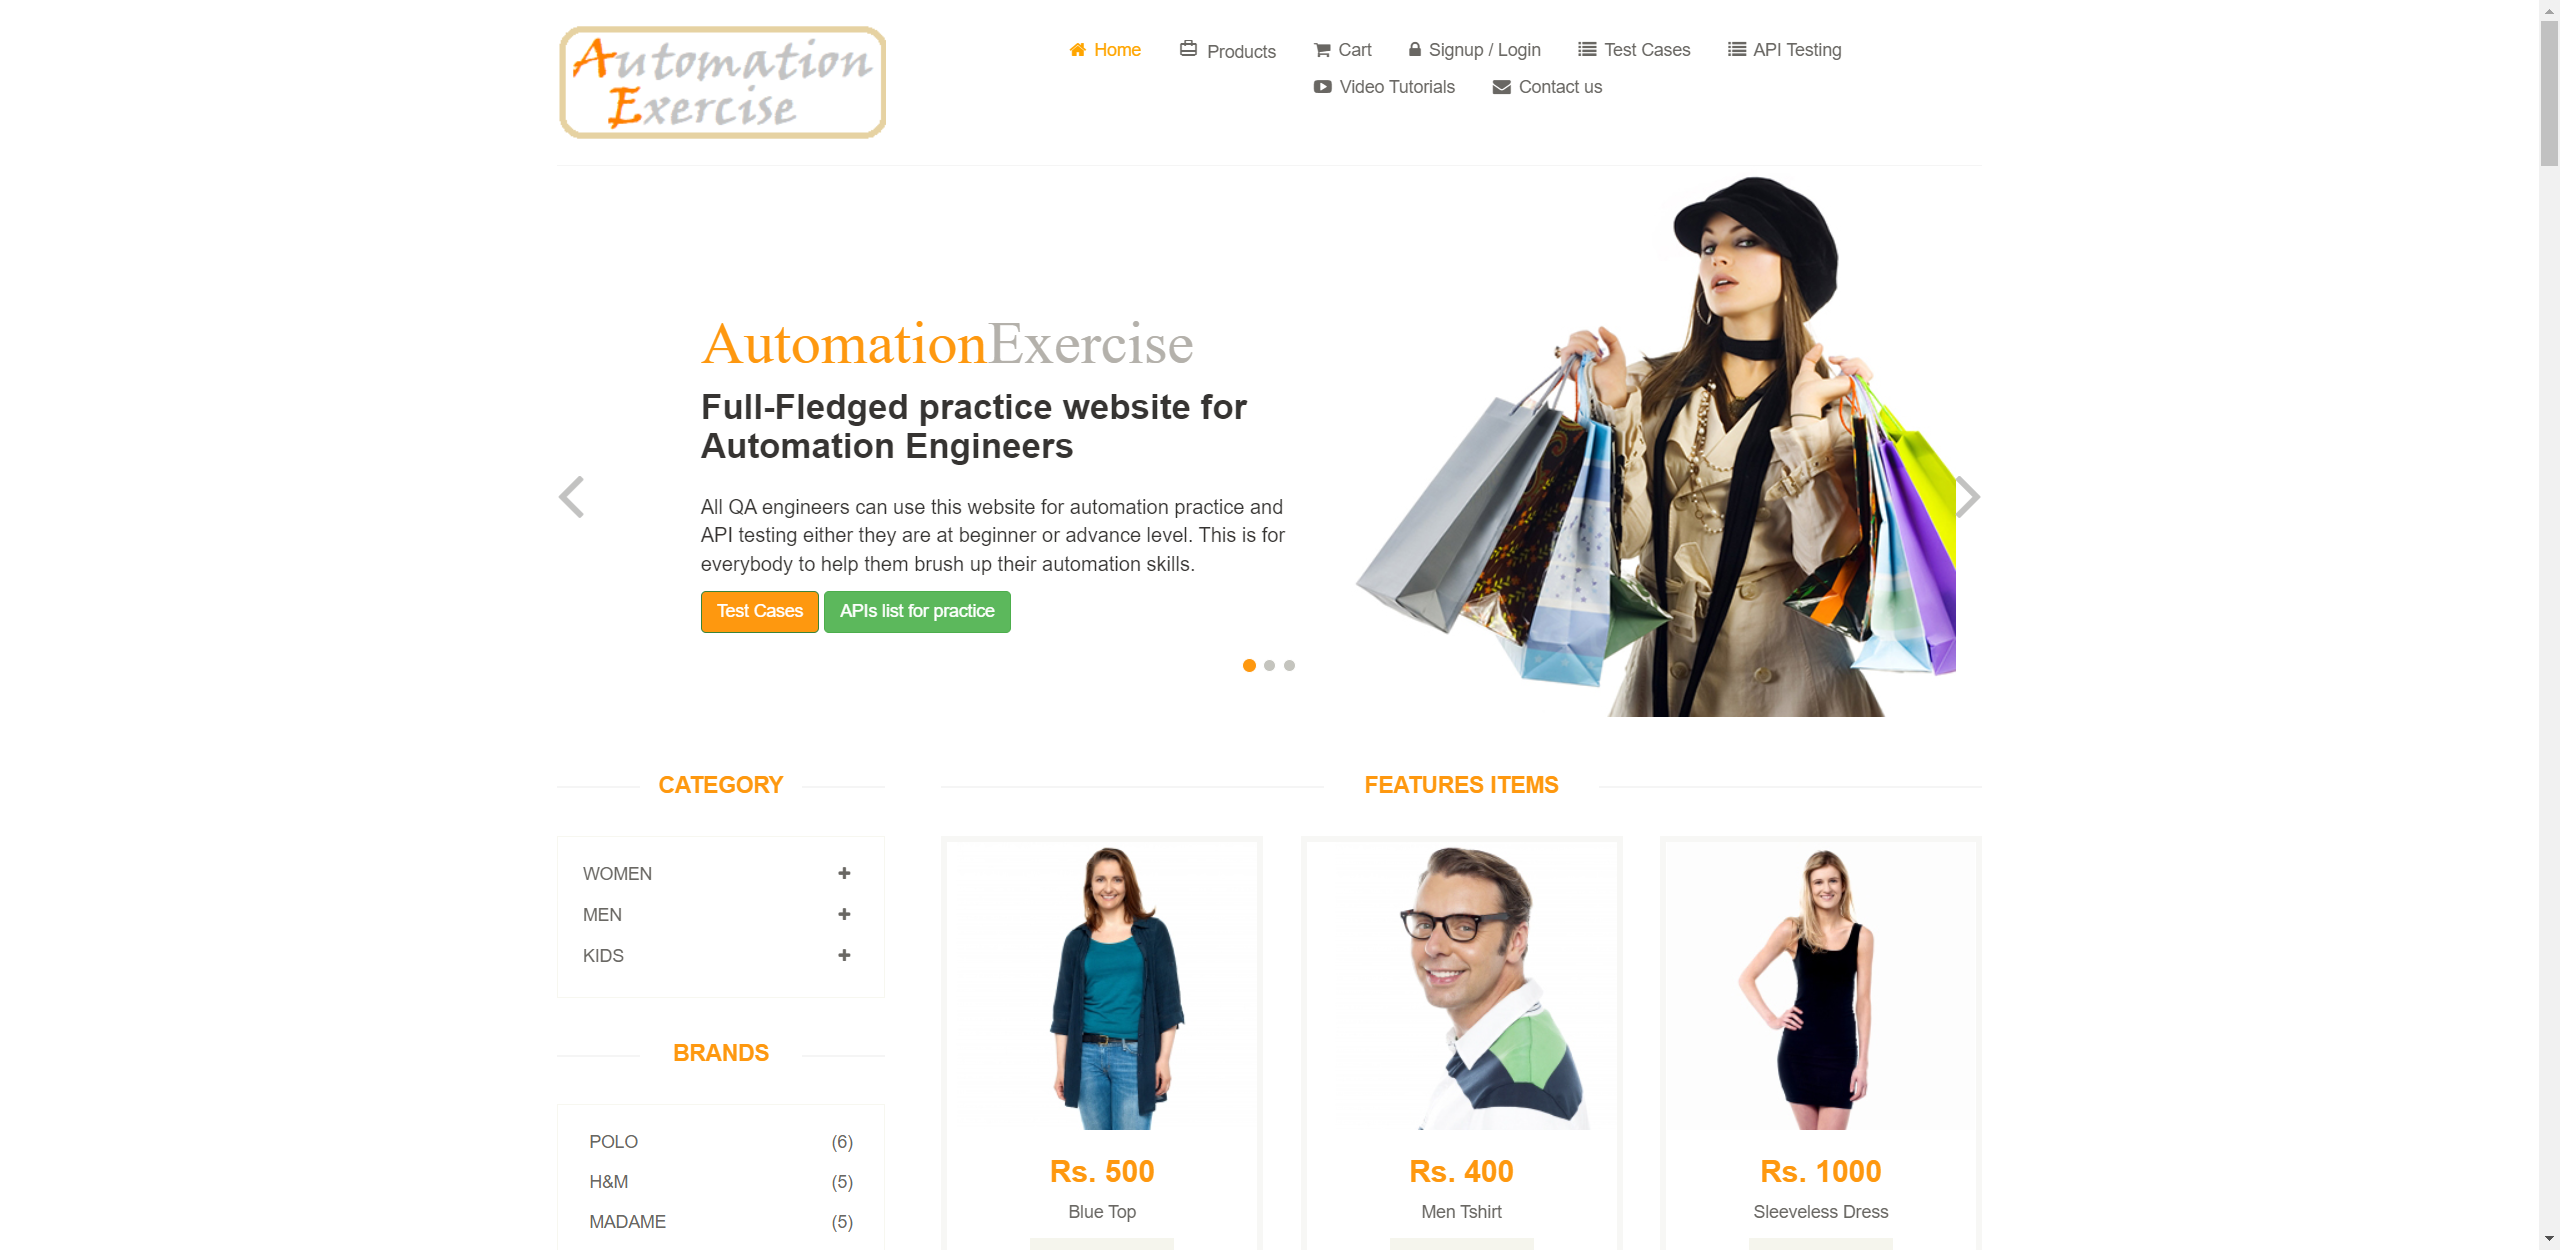 Automation
Exercise
Home
Products
Cart
Signup / Login
Test Cases
API Testing
Video Tutorials
Contact us
AutomationExercise
Full-Fledged practice website for
Automation Engineers
All QA engineers can use this website for automation practice and
API testing either they are at beginner or advance level. This is for
everybody to help them brush up their automation skills.
Test Cases
APIs list for practice
CATEGORY
WOMEN
MEN
KIDS
BRANDS
POLO (6)
H&M (5)
MADAME (5)
FEATURES ITEMS
Rs. 500
Blue Top
Rs. 400
Men Tshirt
Rs. 1000
Sleeveless Dress